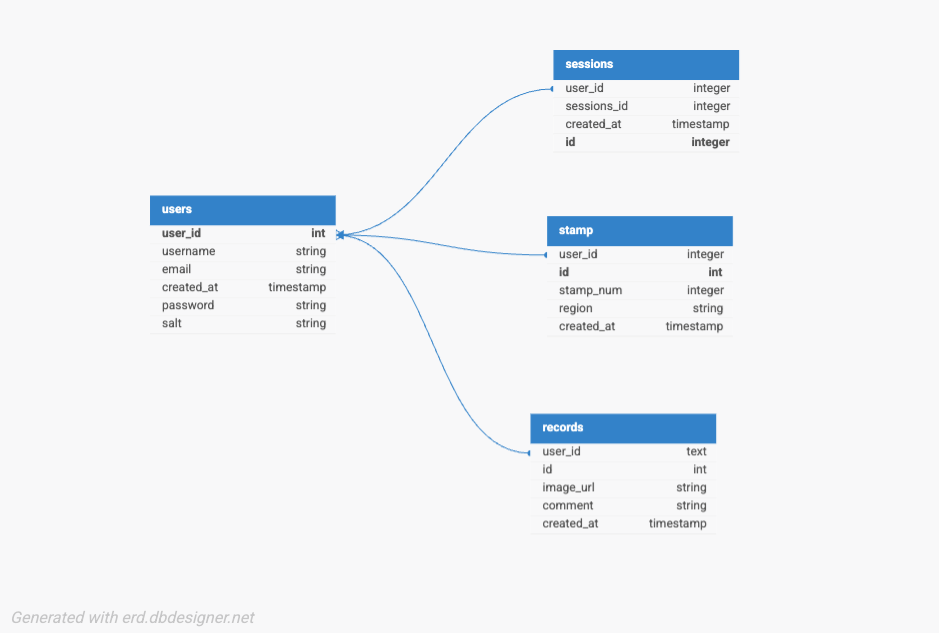 sessions
user_id integer
sessions_id integer
created_at timestamp
id integer
users
user_id int
username string
email string
created_at timestamp
password string
salt string
stamp
user_id integer
id int
stamp_num integer
region string
created_at timestamp
records
user_id text
id int
image_url string
comment string
created_at timestamp
Generated with erd.dbdesigner.net